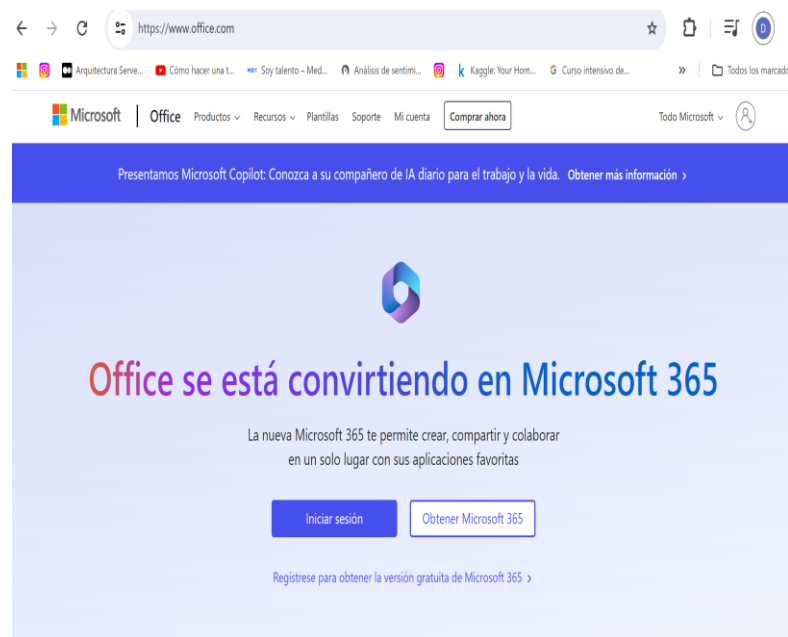 https://www.office.com
Arquitectura Serve... Cómo hacer una t... Soy talento – Med... Análisis de sentimi... Kaggle: Your Hom... Curso intensivo de... » Todos los marcado
Microsoft | Office Productos Recursos Plantillas Soporte Mi cuenta Comprar ahora Todo Microsoft
Presentamos Microsoft Copilot: Conozca a su compañero de IA diario para el trabajo y la vida. Obtener más información >
Office se está convirtiendo en Microsoft 365
La nueva Microsoft 365 te permite crear, compartir y colaborar
en un solo lugar con sus aplicaciones favoritas
Iniciar sesión Obtener Microsoft 365
Regístrese para obtener la versión gratuita de Microsoft 365 >